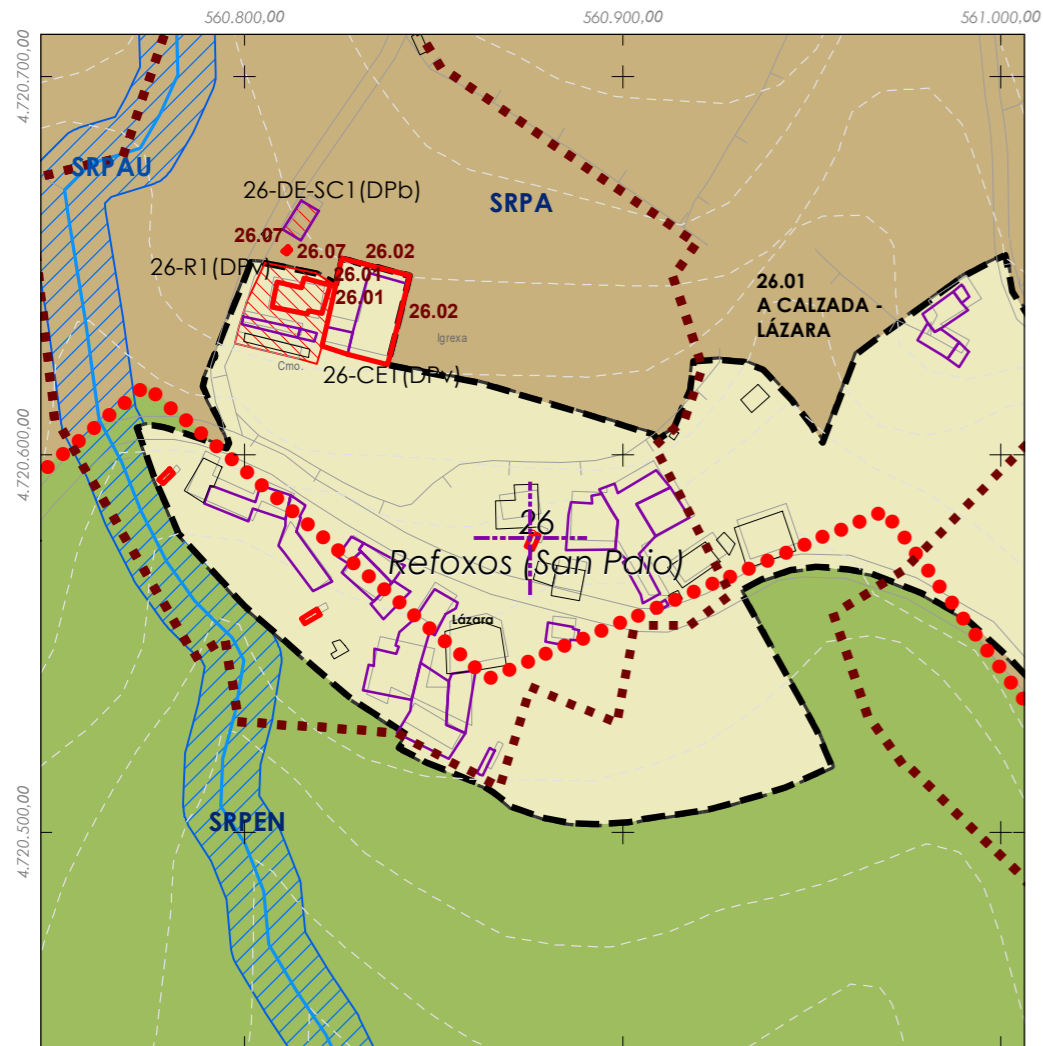 560.800,00
560.900,00
561.000,00
4.720.700,00
4.720.600,00
4.720.500,00
SRPAU
26-DE-SC1(DPb)
SRPA
26.07
26.07
26.02
26-R1(DPv)
26.01
26.01
26.02
26.01
A CALZADA -
LÁZARA
Igrexa
Cmo.
26-CE1(DPv)
26
Refoxos (San Paio)
Lázara
SRPEN